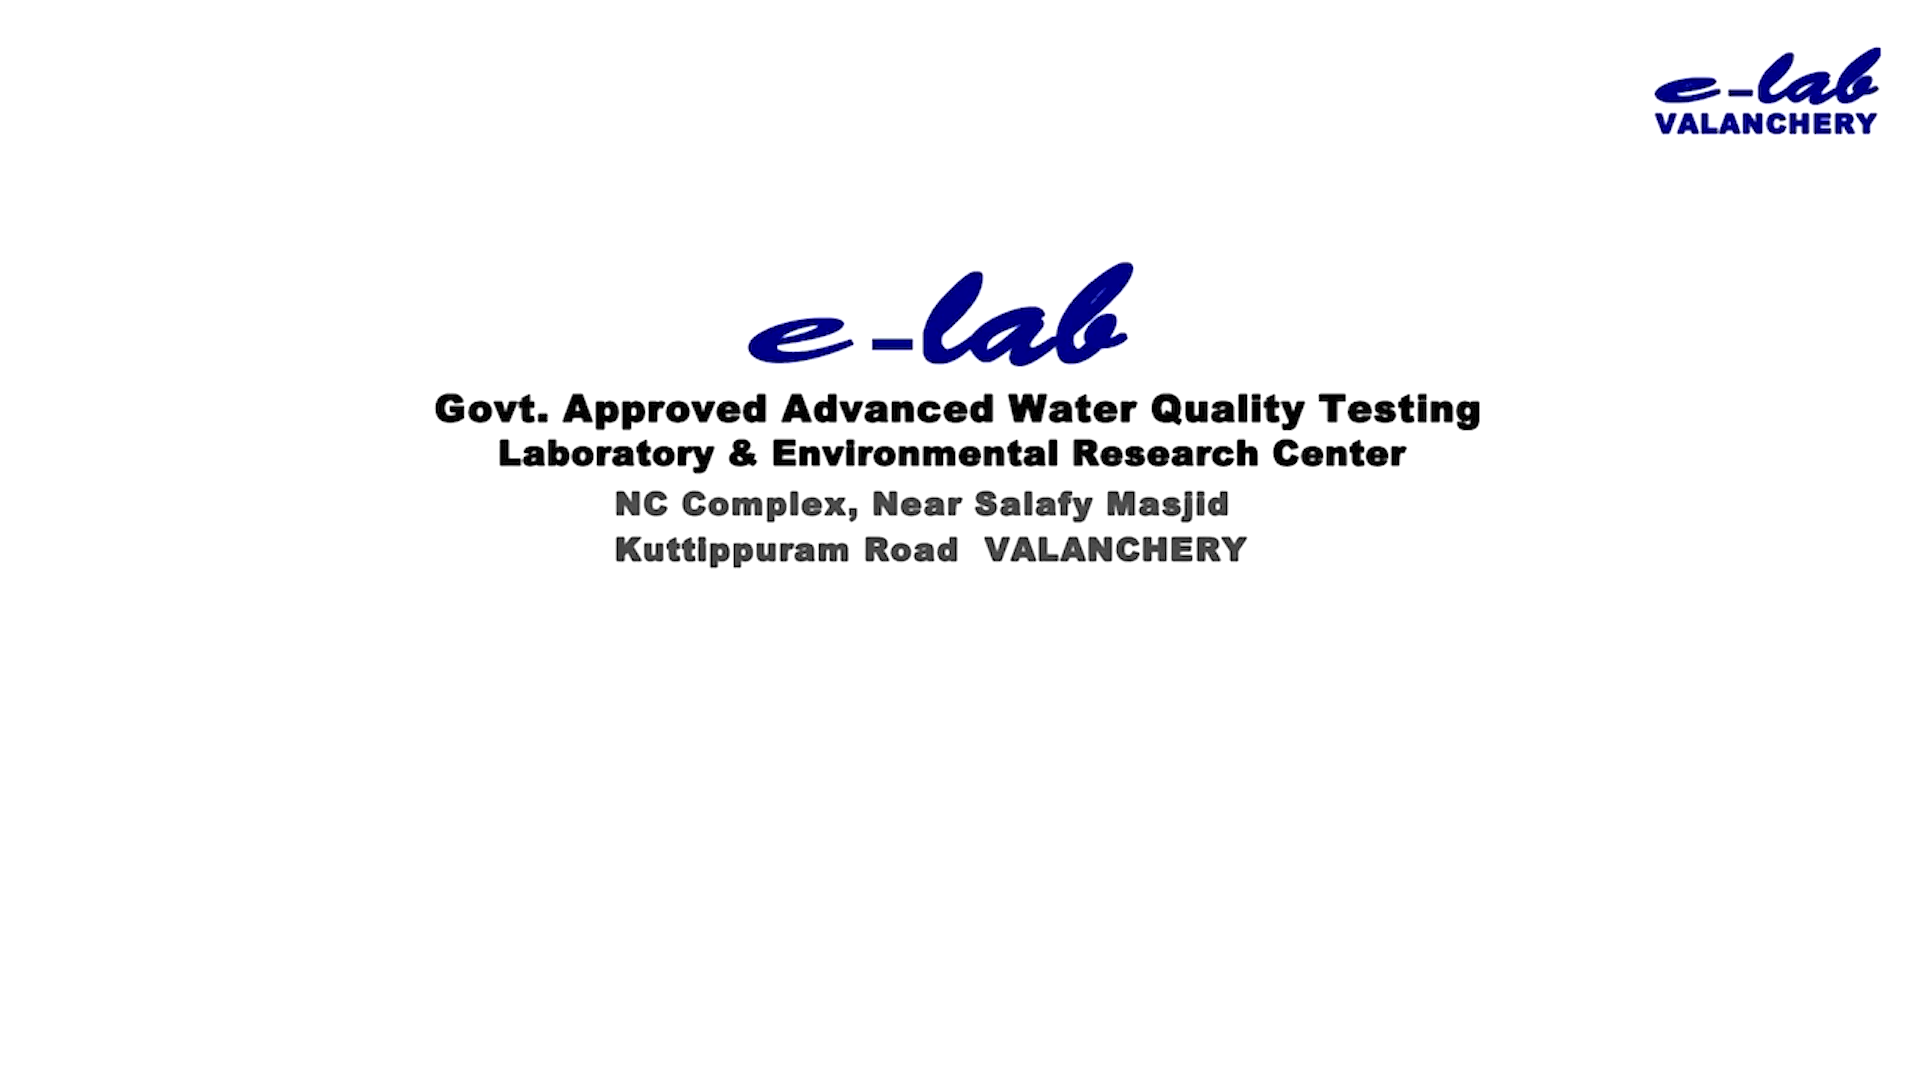 e-lab
VALANCHERY
e-lab
Govt. Approved Advanced Water Quality Testing
Laboratory & Environmental Research Center
NC Complex, Near Salafy Masjid
Kuttippuram Road VALANCHERY